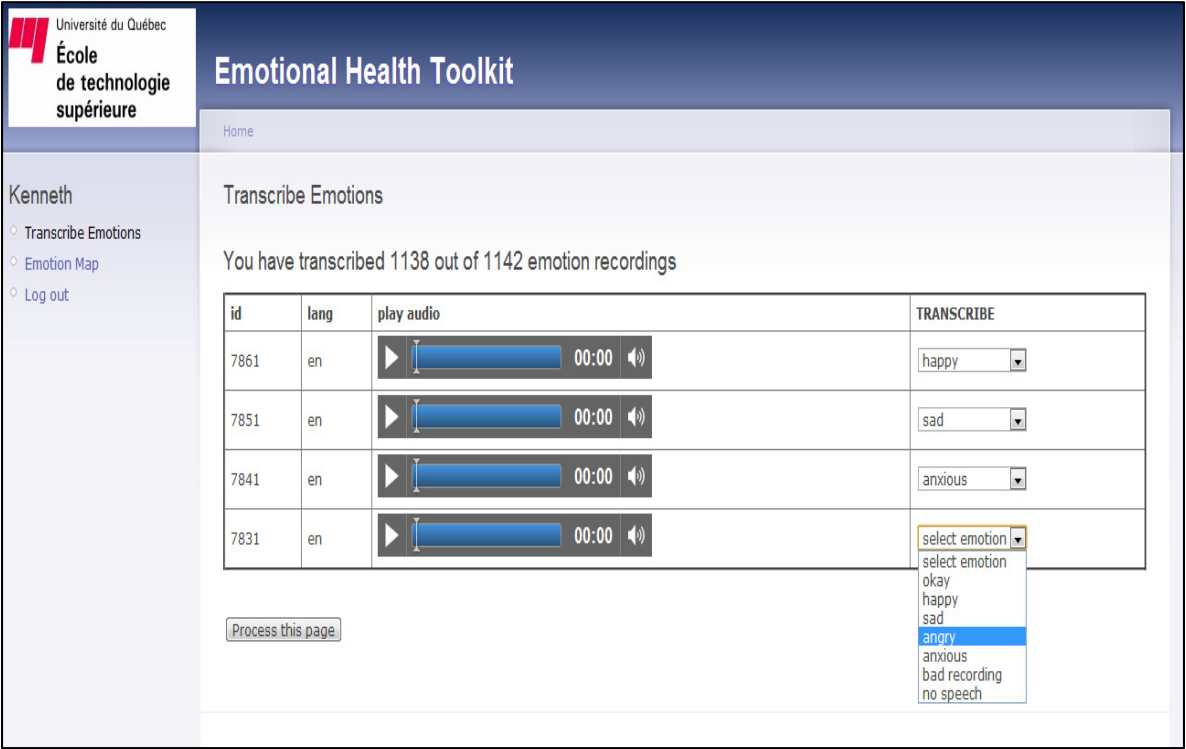 Université du Québec
École
de technologie
supérieure
Emotional Health Toolkit
Home
Kenneth
Transcribe Emotions
Emotion Map
Log out
Transcribe Emotions
You have transcribed 1138 out of 1142 emotion recordings
id lang play audio TRANSCRIBE
7861 en 00:00 happy
7851 en 00:00 sad
7841 en 00:00 anxious
7831 en 00:00 select emotion
select emotion
okay
happy
sad
angry
anxious
bad recording
no speech
Process this page